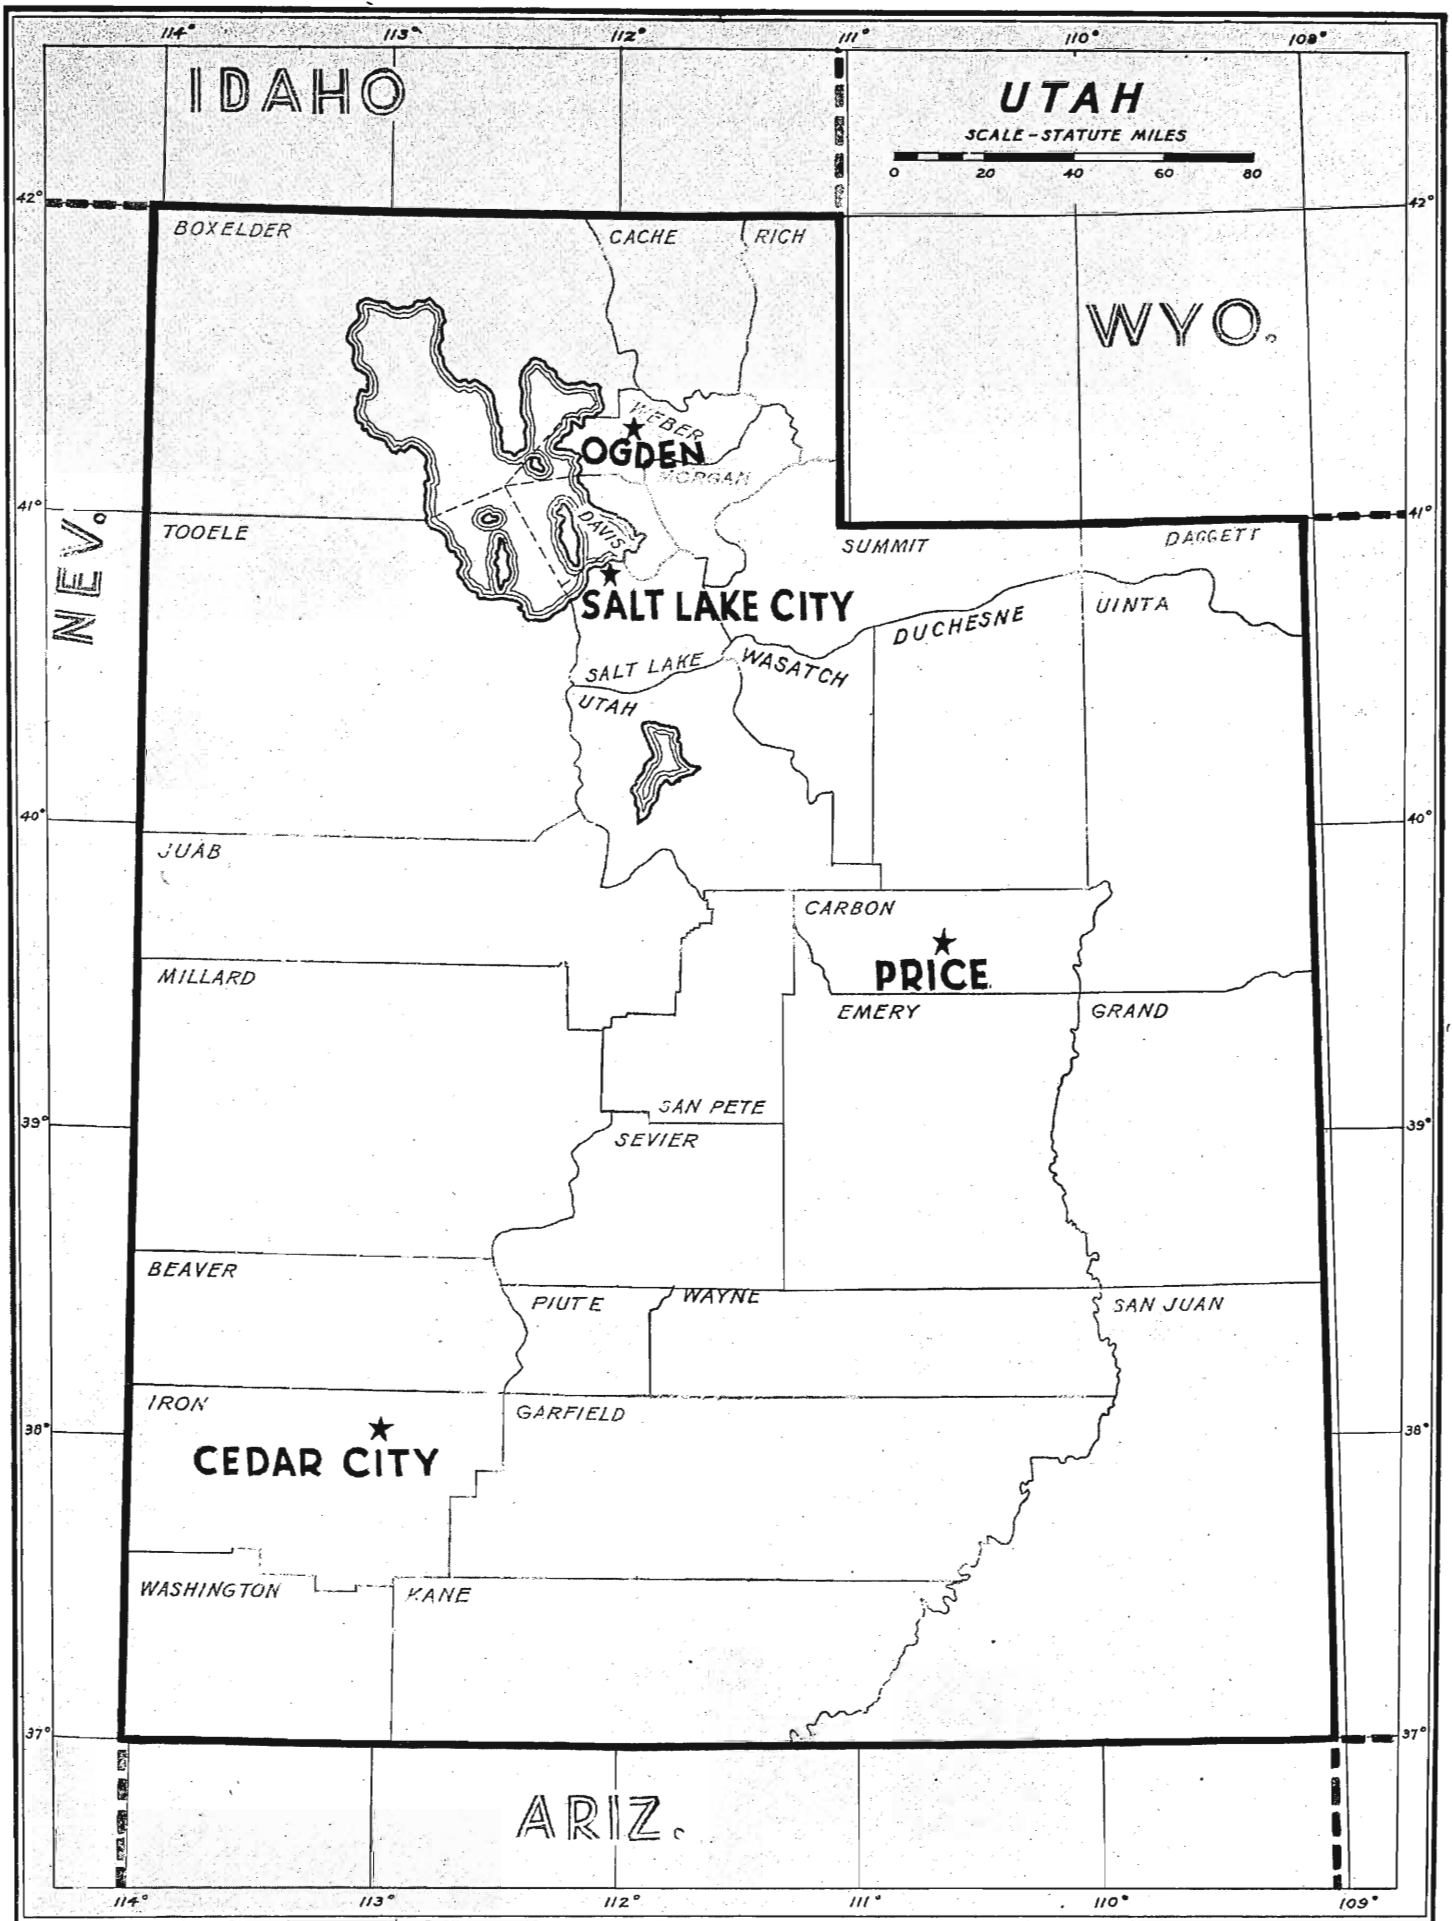 114° 113° 112° 111° 110° 109°
IDAHO
UTAH
SCALE-STATUTE MILES
0 20 40 60 80
42° 42°
BOXELDER
CACHE
RICH
WYO.
WEBER
OGDEN
MORGAN
41° 41°
NEV.
TOOELE
DAVIS
SUMMIT
DAGGETT
SALT LAKE CITY
DUCHESNE
UINTA
SALT LAKE
WASATCH
UTAH
40° 40°
JUAB
CARBON
PRICE
MILLARD
EMERY
GRAND
SAN PETE
39° 39°
SEVIER
BEAVER
PIUTE
WAYNE
SAN JUAN
IRON
GARFIELD
38° 38°
CEDAR CITY
WASHINGTON
KANE
37° 37°
ARIZ.
114° 113° 112° 111° 110° 109°